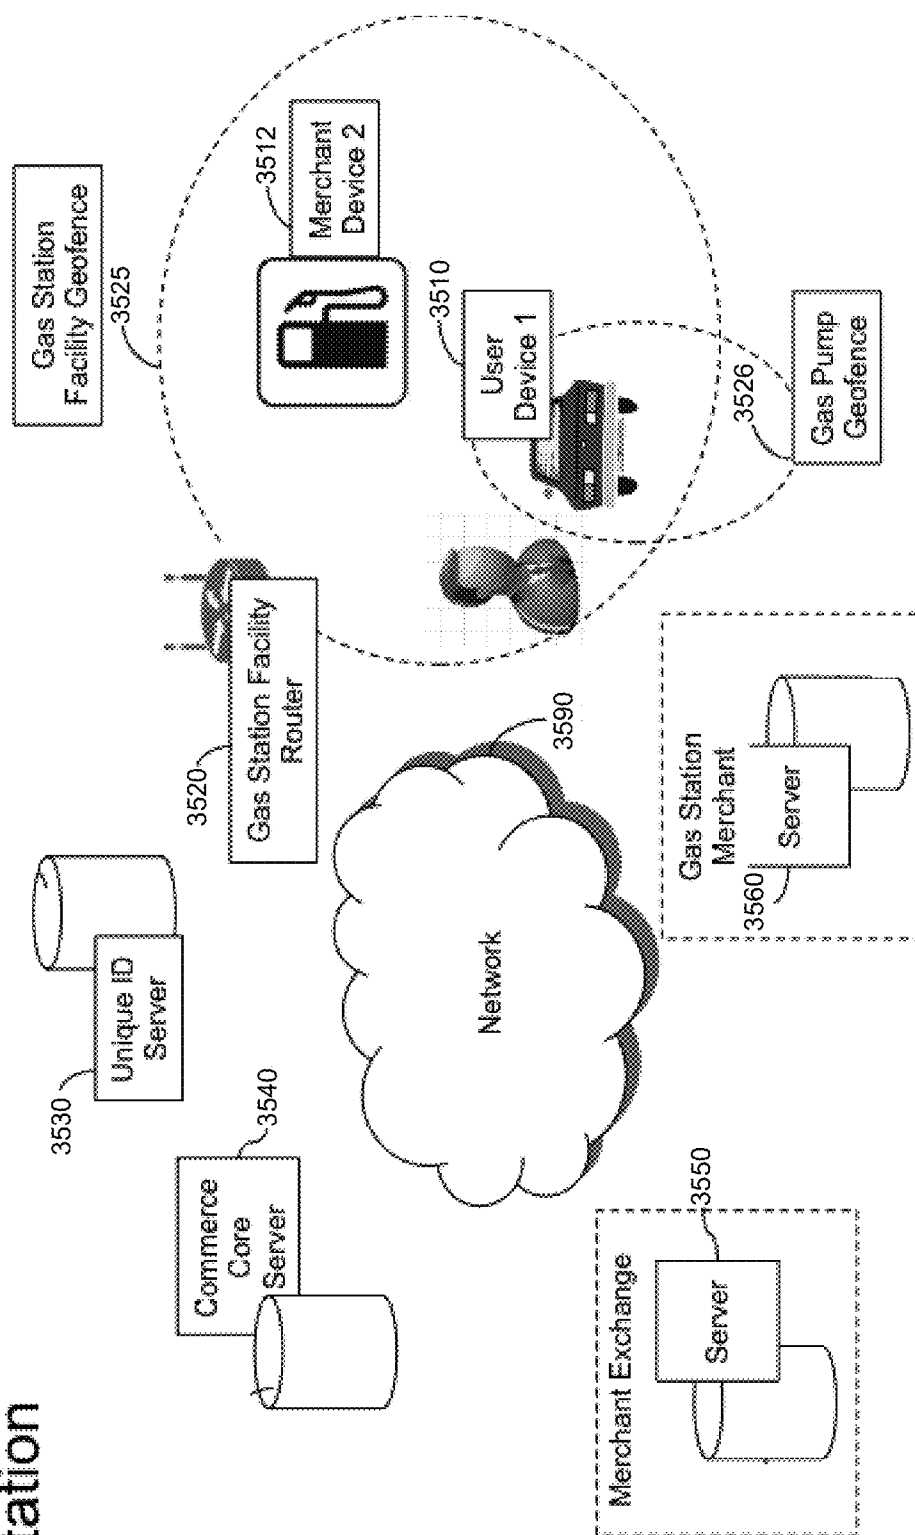 tation
Gas Station
Facility Geofence
3525
3530
Unique ID
Server
Commerce
Core
Server
3540
3520
Gas Station Facility
Router
3512
Merchant
Device 2
3510
User
Device 1
Network
3590
Merchant Exchange
Server
3550
Gas Station
Merchant
3560
Server
3526
Gas Pump
Geofence